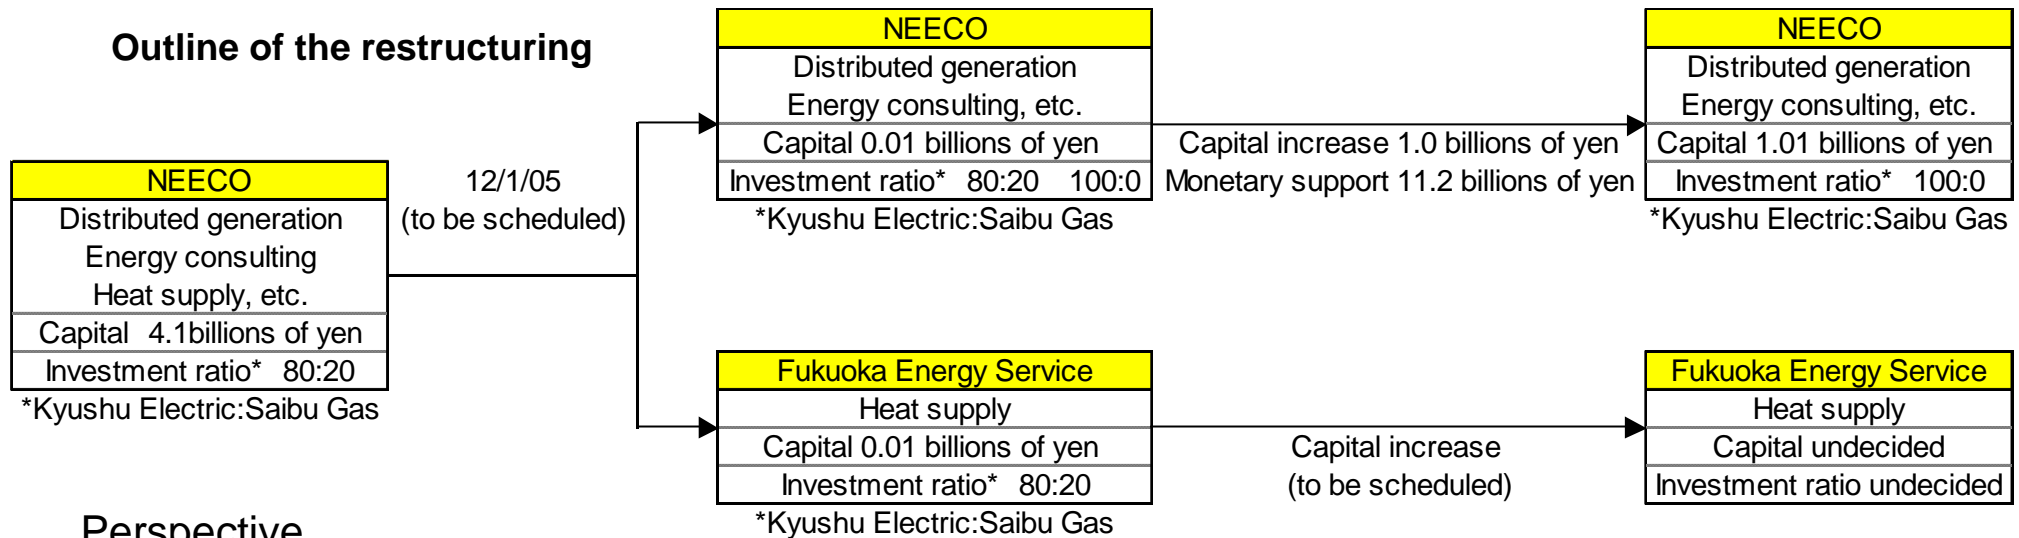 Outline of the restructuring
NEECO
Distributed generation
Energy consulting
Heat supply, etc.
Capital 4.1billions of yen
Investment ratio* 80:20
*Kyushu Electric:Saibu Gas
12/1/05
(to be scheduled)
NEECO
Distributed generation
Energy consulting, etc.
Capital 0.01 billions of yen
Investment ratio* 80:20 100:0
*Kyushu Electric:Saibu Gas
Capital increase 1.0 billions of yen
Monetary support 11.2 billions of yen
NEECO
Distributed generation
Energy consulting, etc.
Capital 1.01 billions of yen
Investment ratio* 100:0
*Kyushu Electric:Saibu Gas
Fukuoka Energy Service
Heat supply
Capital 0.01 billions of yen
Investment ratio* 80:20
*Kyushu Electric:Saibu Gas
Capital increase
(to be scheduled)
Fukuoka Energy Service
Heat supply
Capital undecided
Investment ratio undecided
Perspective